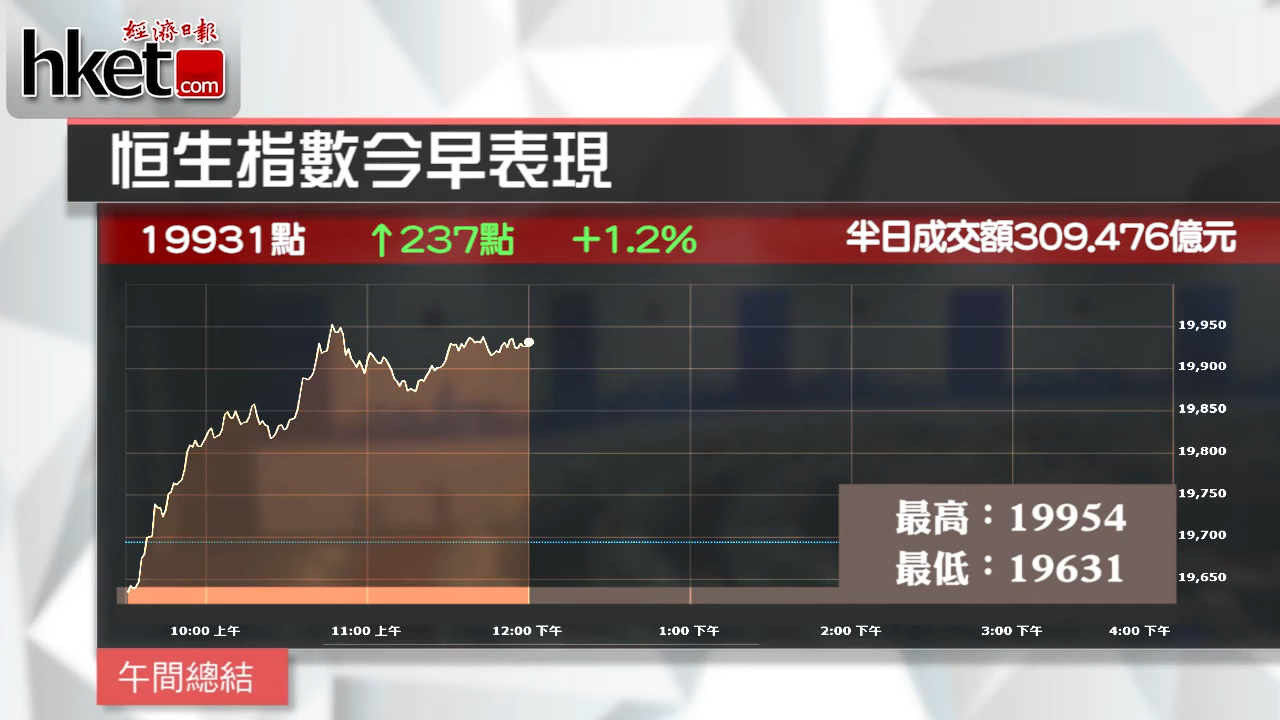 經濟日報
hket.com
恒生指數今早表現
19931點 ↑237點 +1.2% 半日成交額309.476億元
19,950
19,900
19,850
19,800
19,750
19,700
19,650
最高：19954
最低：19631
10:00 上午 11:00 上午 12:00 下午 1:00 下午 2:00 下午 3:00 下午 4:00 下午
午間總結